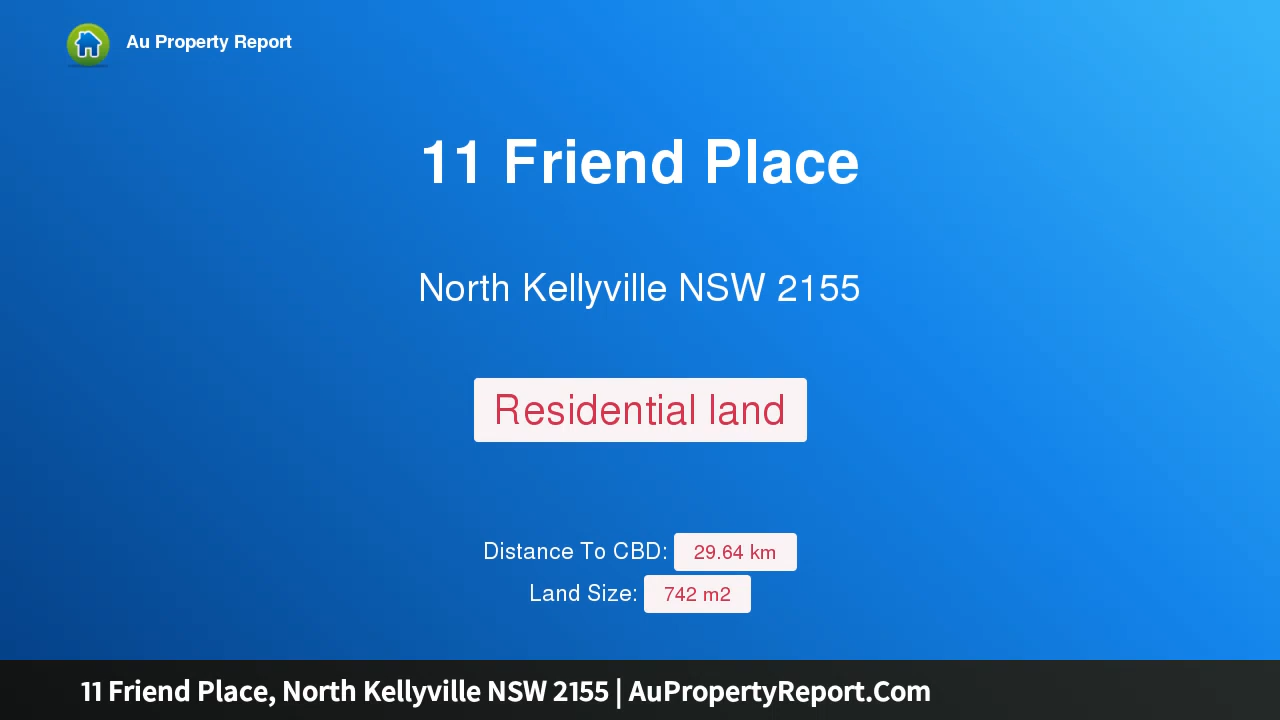 Au Property Report
11 Friend Place
North Kellyville NSW 2155
Residential land
Distance To CBD: 29.64 km
Land Size: 742 m2
11 Friend Place, North Kellyville NSW 2155 | AuPropertyReport.Com